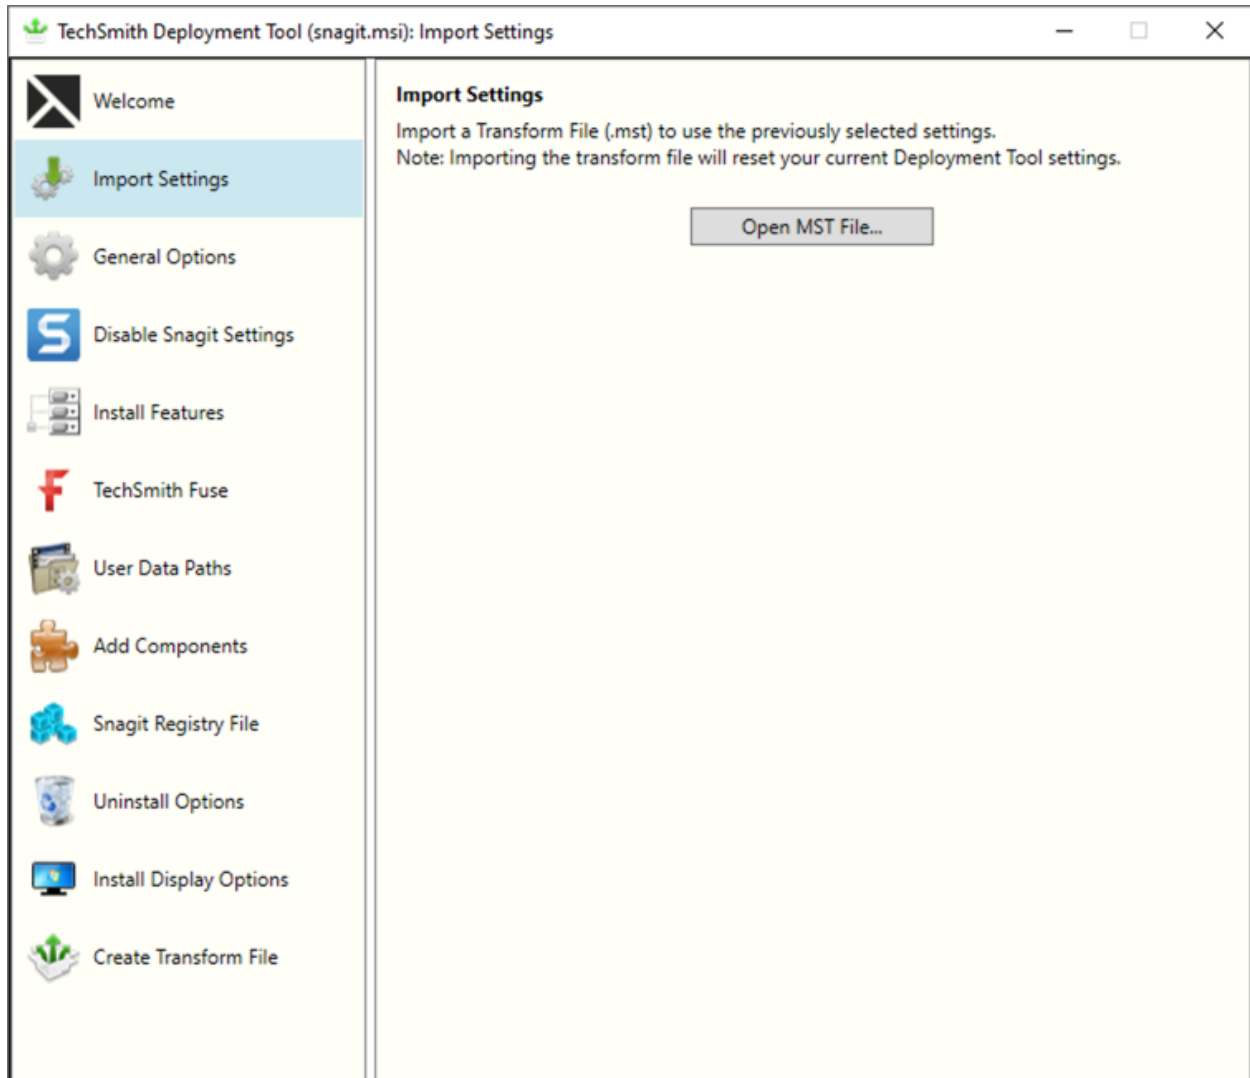 TechSmith Deployment Tool (snagit.msi): Import Settings
Welcome
Import Settings
General Options
Disable Snagit Settings
Install Features
TechSmith Fuse
User Data Paths
Add Components
Snagit Registry File
Uninstall Options
Install Display Options
Create Transform File
Import Settings
Import a Transform File (.mst) to use the previously selected settings.
Note: Importing the transform file will reset your current Deployment Tool settings.
Open MST File...